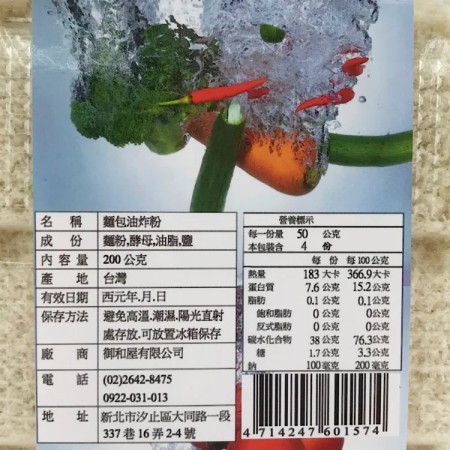 名 稱 麵包油炸粉
成 份 麵粉,酵母,油脂,鹽
內 容 量 200 公克
產 地 台灣
有效日期 西元年.月.日
保存方法 避免高溫.潮濕.陽光直射
處存放.可放置冰箱保存
廠 商 御和屋有限公司
電 話 (02)2642-8475
0922-031-013
地 址 新北市汐止區大同路一段
337 巷 16 弄 2-4 號
營養標示
每一份量 50 公克
本包裝含 4 份
每 份 每 100 公克
熱量 183 大卡 366.9 大卡
蛋白質 7.6 公克 15.2 公克
脂肪 0.1 公克 0.1 公克
飽和脂肪 0 公克 0 公克
反式脂肪 0 公克 0 公克
碳水化合物 38 公克 76.3 公克
糖 1.7 公克 3.3 公克
鈉 100 毫克 200 毫克
4 714247 601574